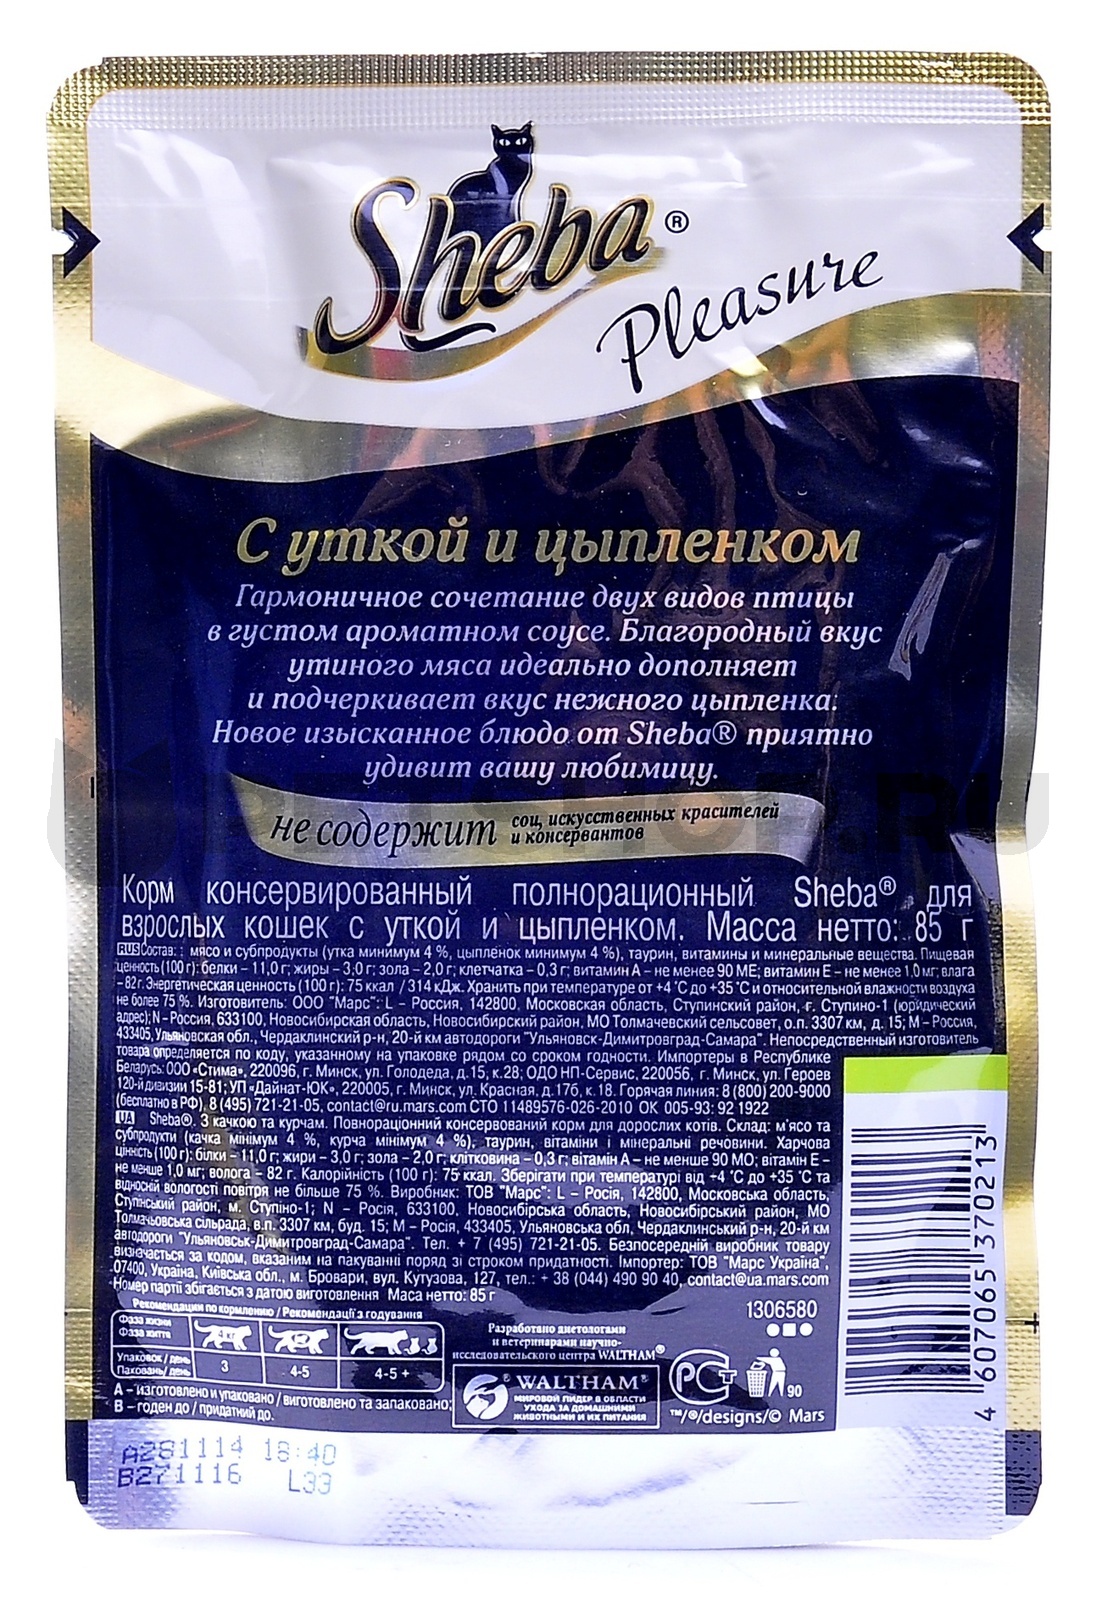 Sheba®
Pleasure
С уткой и цыпленком
Гармоничное сочетание двух видов птицы
в густом ароматном соусе. Благородный вкус
утиного мяса идеально дополняет
и подчеркивает вкус нежного цыпленка.
Новое изысканное блюдо от Sheba® приятно
удивит вашу любимицу.
не содержит сои, искусственных красителей
и консервантов
Корм консервированный полнорационный Sheba® для
взрослых кошек с уткой и цыпленком. Масса нетто: 85 г
RUS Состав: : мясо и субпродукты (утка минимум 4 %, цыпленок минимум 4 %), таурин, витамины и минеральные вещества. Пищевая
ценность (100 г): белки – 11,0 г; жиры – 3,0 г; зола – 2,0 г; клетчатка – 0,3 г; витамин А – не менее 90 МЕ; витамин Е – не менее 1,0 мг; влага
– 82 г. Энергетическая ценность (100 г): 75 ккал / 314 кДж. Хранить при температуре от +4 °С до +35 °С и относительной влажности воздуха
не более 75 %. Изготовитель: ООО "Марс": L – Россия, 142800, Московская область, Ступинский район, г. Ступино-1 (юридический
адрес); N – Россия, 633100, Новосибирская область, Новосибирский район, МО Толмачевский сельсовет, о.п. 3307 км, д. 15; М – Россия,
433405, Ульяновская обл., Чердаклинский р-н, 20-й км автодороги "Ульяновск-Димитровград-Самара". Непосредственный изготовитель
товара определяется по коду, указанному на упаковке рядом со сроком годности. Импортеры в Республике
Беларусь: ООО «Стима», 220096, г. Минск, ул. Голодеда, д.15, к.28; ОДО НП-Сервис, 220056, г. Минск, ул. Героев
120-й дивизии 15-81; УП «Дайнат-ЮК», 220005, г. Минск, ул. Красная, д.17б, к.18. Горячая линия: 8 (800) 200-9000
(бесплатно в РФ), 8 (495) 721-21-05, contact@ru.mars.com СТО 11489576-026-2010 ОК 005-93: 92 1922
UA Sheba®. З качкою та курчам. Повнораціонний консервований корм для дорослих котів. Склад: м'ясо та
субпродукти (качка мінімум 4 %, курча мінімум 4 %), таурин, вітаміни і мінеральні речовини. Харчова
цінність (100 г): білки – 11,0 г; жири – 3,0 г; зола – 2,0 г; клітковина – 0,3 г; вітамін А – не менше 90 МО; вітамін Е –
не менше 1,0 мг; волога – 82 г. Калорійність (100 г): 75 ккал. Зберігати при температурі від +4 °С до +35 °С та
відносній вологості повітря не більше 75 %. Виробник: ТОВ "Марс": L – Росія, 142800, Московська область,
Ступінський район, м. Ступіно-1; N – Росія, 633100, Новосибірська область, Новосибірський район, МО
Толмачьовська сільрада, в.п. 3307 км, буд. 15; М – Росія, 433405, Ульяновська обл, Чердаклинський р-н, 20-й км
автодороги "Ульяновськ-Димитровград-Самара". Тел. + 7 (495) 721-21-05. Безпосередній виробник товару
визначається за кодом, вказаним на пакуванні поряд зі строком придатності. Імпортер: ТОВ "Марс Україна",
07400, Україна, Київська обл., м. Бровари, вул. Кутузова, 127, тел.: + 38 (044) 490 90 40, contact@ua.mars.com
Номер партії збігається з датою виготовлення Маса нетто: 85 г
Рекомендации по кормлению / Рекомендації з годування
Фаза жизни
Фаза життя
4 кг
Упаковок / день
Паковань / день
3
4-5
4-5 +
А – изготовлено и упаковано / виготовлено та запаковано;
В – годен до / придатний до.
Разработано диетологами
и ветеринарами научно-
исследовательского центра WALTHAM®
WALTHAM®
МИРОВОЙ ЛИДЕР В ОБЛАСТИ
УХОДА ЗА ДОМАШНИМИ
ЖИВОТНЫМИ И ИХ ПИТАНИЯ
1306580
РСТ
90
™/®/designs/© Mars
4 607065 370213
A281114 18:40
B271116 L33
PETSHOP.RU